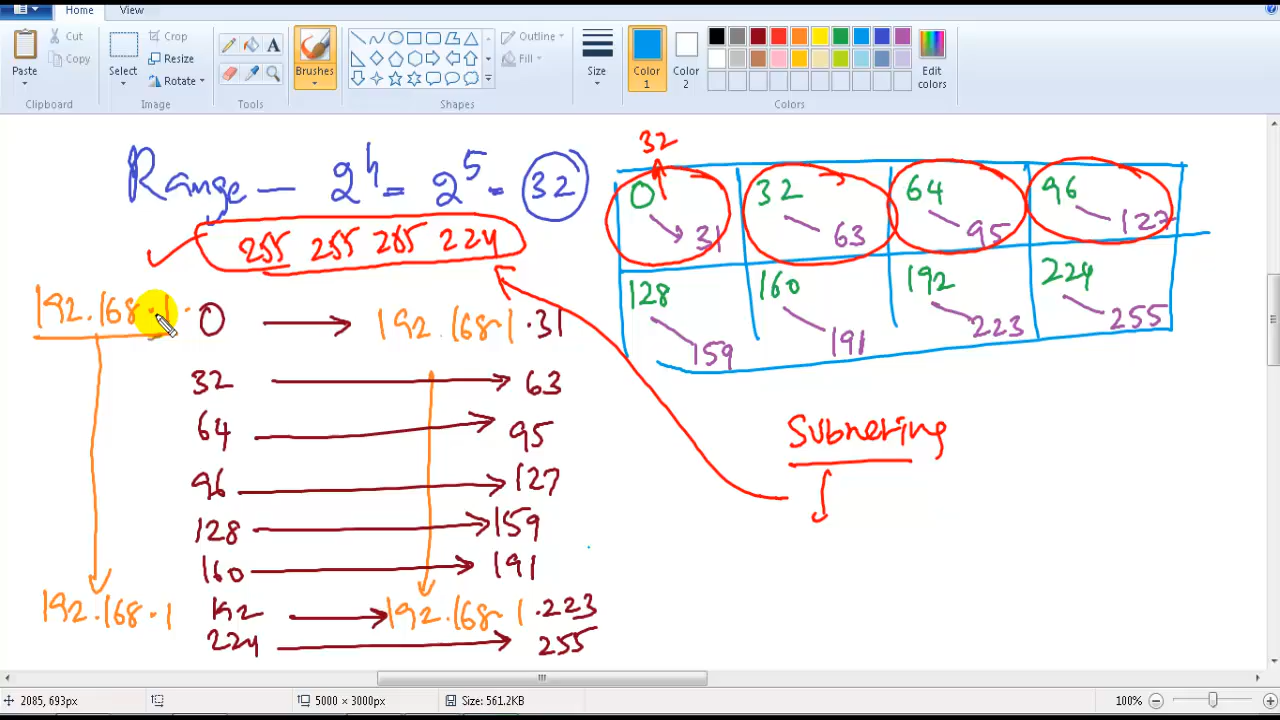 Home View
Paste
Cut
Copy
Clipboard
Select
Crop
Resize
Rotate
Image
Tools
Brushes
Outline
Fill
Shapes
Size
Color 1
Color 2
Edit colors
Colors
Range — 2^h = 2^5 = 32
255 255 255 224
192.168.1.0 → 192.168.1.31
32 → 63
64 → 95
96 → 127
128 → 159
160 → 191
192.168.1 192 → 192.168.1.223
224 → 255
32
0 31 32 63 64 95 96 127
128 159 160 191 192 223 224 255
Subneting
2085, 693px
5000 × 3000px
Size: 561.2KB
100%